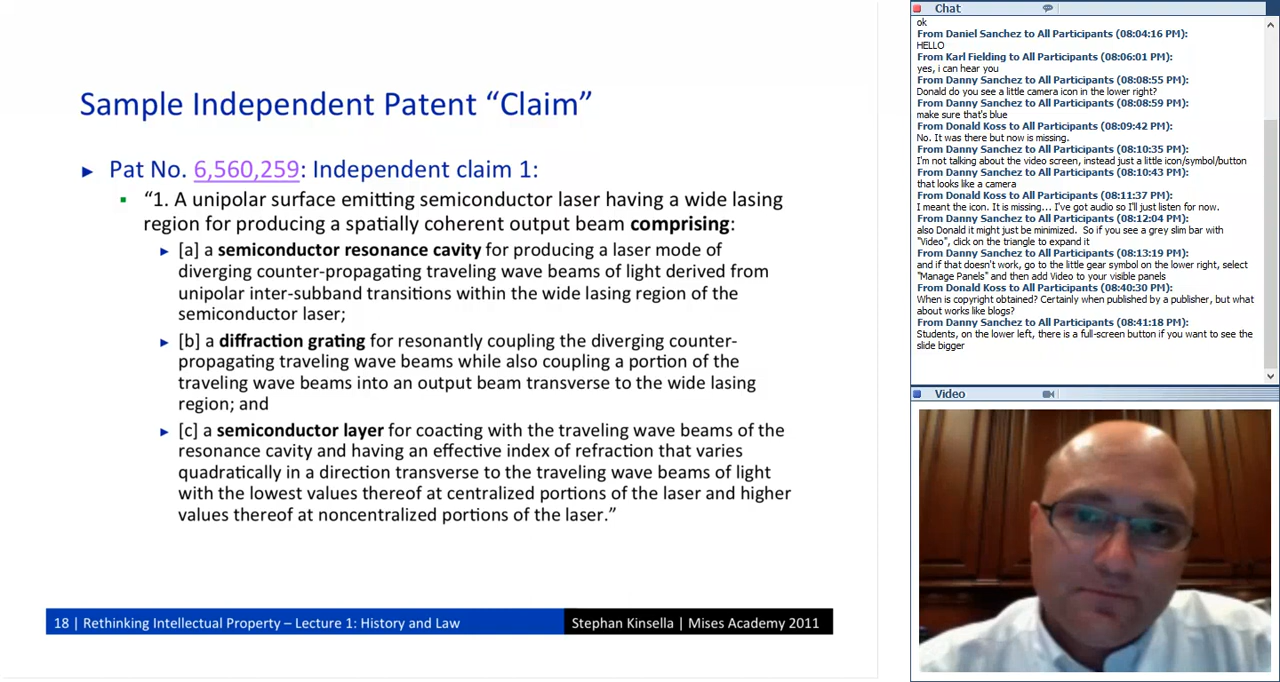 Sample Independent Patent “Claim”
► Pat No. 6,560,259: Independent claim 1:
▪ “1. A unipolar surface emitting semiconductor laser having a wide lasing
region for producing a spatially coherent output beam comprising:
► [a] a semiconductor resonance cavity for producing a laser mode of
diverging counter-propagating traveling wave beams of light derived from
unipolar inter-subband transitions within the wide lasing region of the
semiconductor laser;
► [b] a diffraction grating for resonantly coupling the diverging counter-
propagating traveling wave beams while also coupling a portion of the
traveling wave beams into an output beam transverse to the wide lasing
region; and
► [c] a semiconductor layer for coacting with the traveling wave beams of the
resonance cavity and having an effective index of refraction that varies
quadratically in a direction transverse to the traveling wave beams of light
with the lowest values thereof at centralized portions of the laser and higher
values thereof at noncentralized portions of the laser.”
18 | Rethinking Intellectual Property – Lecture 1: History and Law
Stephan Kinsella | Mises Academy 2011
Chat
ok
From Daniel Sanchez to All Participants (08:04:16 PM):
HELLO
From Karl Fielding to All Participants (08:06:01 PM):
yes, i can hear you
From Danny Sanchez to All Participants (08:08:55 PM):
Donald do you see a little camera icon in the lower right?
From Danny Sanchez to All Participants (08:08:59 PM):
make sure that's blue
From Donald Koss to All Participants (08:09:42 PM):
No. It was there but now is missing.
From Danny Sanchez to All Participants (08:10:35 PM):
I'm not talking about the video screen, instead just a little icon/symbol/button
From Danny Sanchez to All Participants (08:10:43 PM):
that looks like a camera
From Donald Koss to All Participants (08:11:37 PM):
I meant the icon. It is missing... I've got audio so I'll just listen for now.
From Danny Sanchez to All Participants (08:12:04 PM):
also Donald it might just be minimized. So if you see a grey slim bar with
"Video", click on the triangle to expand it
From Danny Sanchez to All Participants (08:13:19 PM):
and if that doesn't work, go to the little gear symbol on the lower right, select
"Manage Panels" and then add Video to your visible panels
From Donald Koss to All Participants (08:40:30 PM):
When is copyright obtained? Certainly when published by a publisher, but what
about works like blogs?
From Danny Sanchez to All Participants (08:41:18 PM):
Students, on the lower left, there is a full-screen button if you want to see the
slide bigger
Video